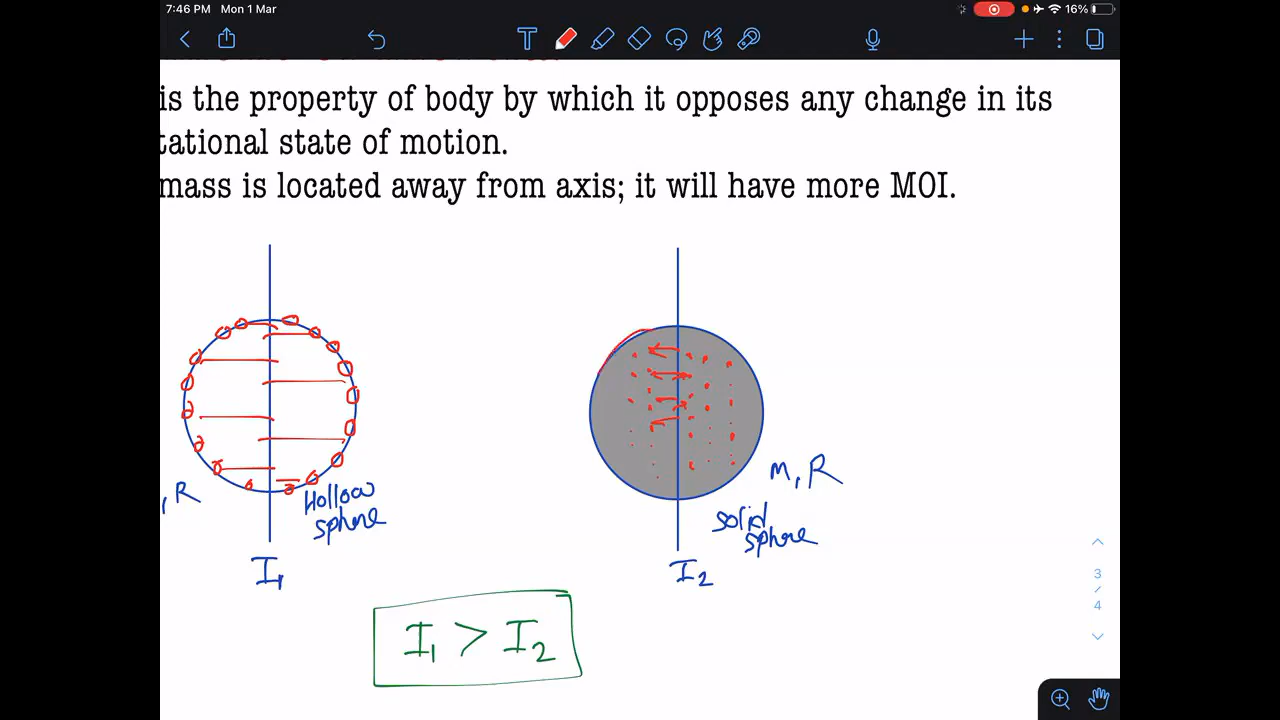 7:46 PM Mon 1 Mar
16%
is the property of body by which it opposes any change in its
tational state of motion.
mass is located away from axis; it will have more MOI.
, R
Hollow
sphere
I1
m, R
solid
sphere
I2
3
/
4
I1 > I2